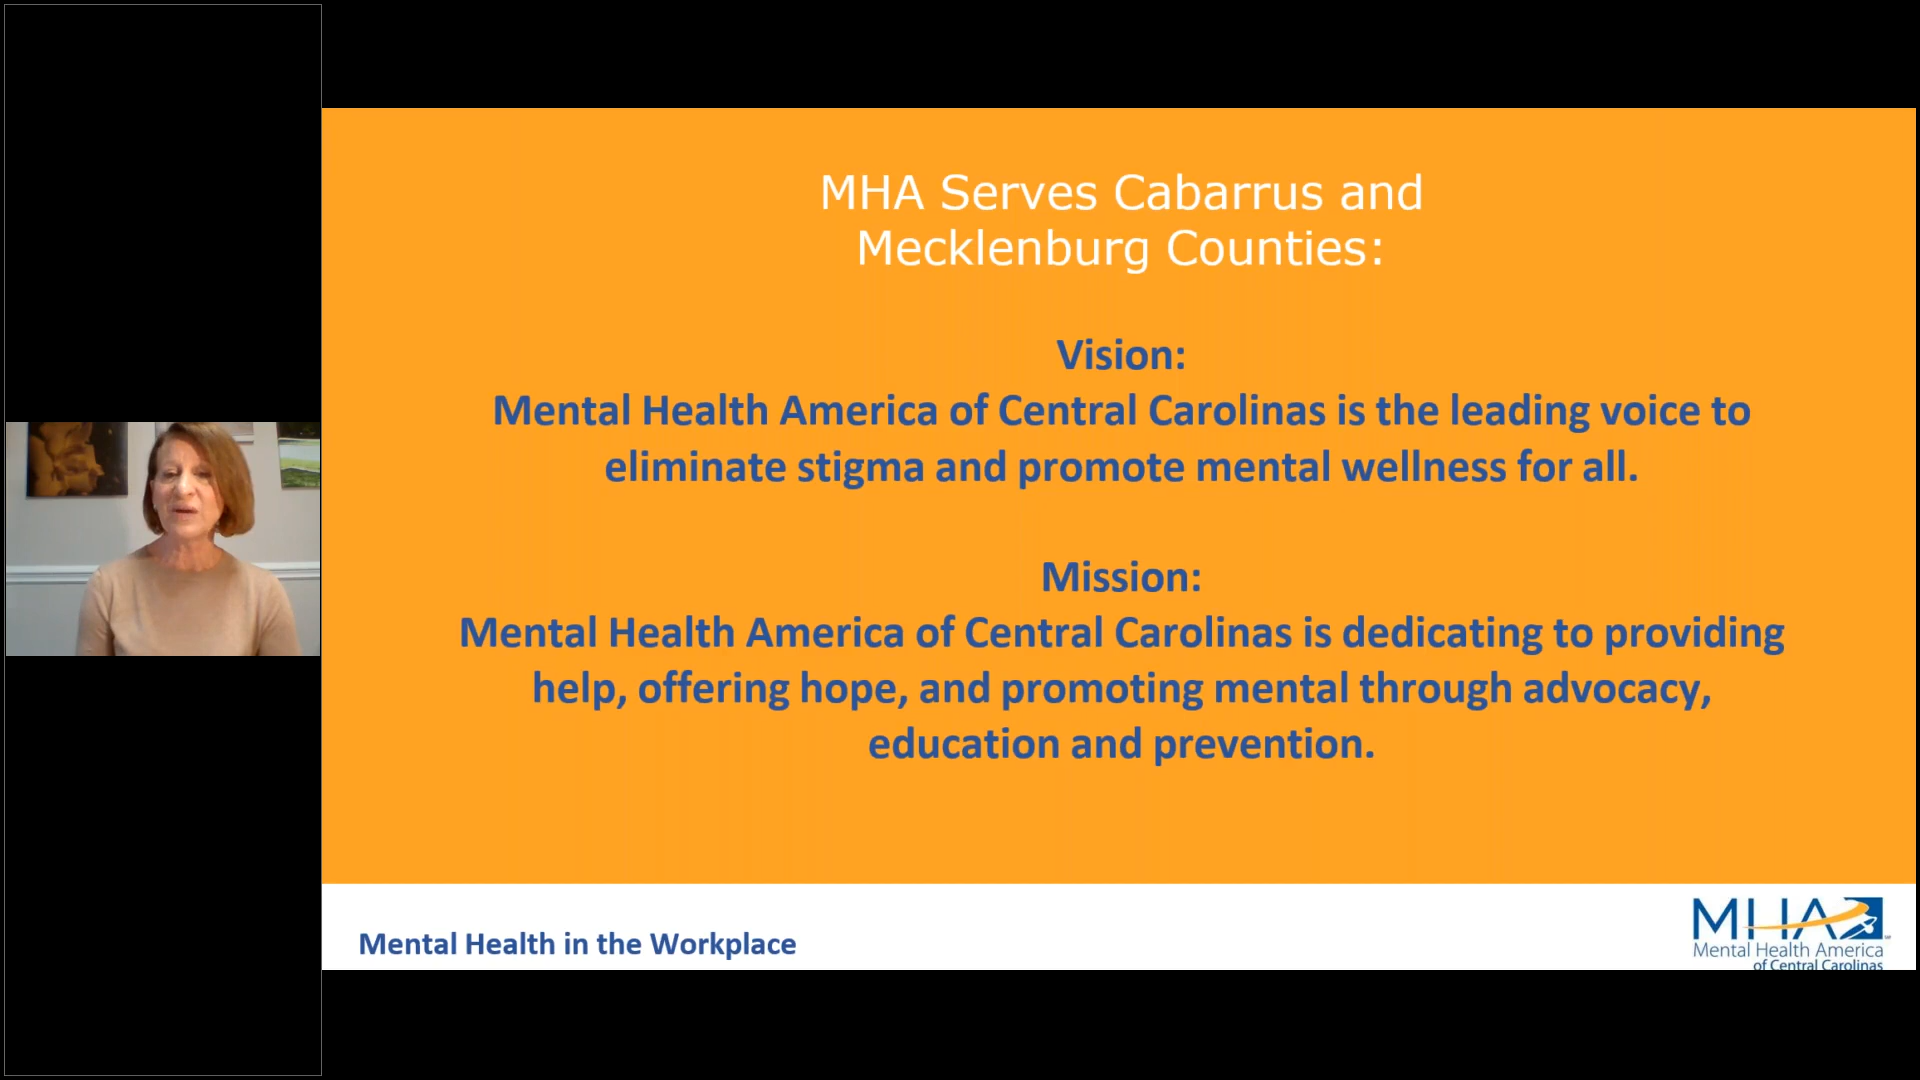 MHA Serves Cabarrus and
Mecklenburg Counties:
Vision:
Mental Health America of Central Carolinas is the leading voice to
eliminate stigma and promote mental wellness for all.
Mission:
Mental Health America of Central Carolinas is dedicating to providing
help, offering hope, and promoting mental through advocacy,
education and prevention.
Mental Health in the Workplace
MHA
Mental Health America
of Central Carolinas